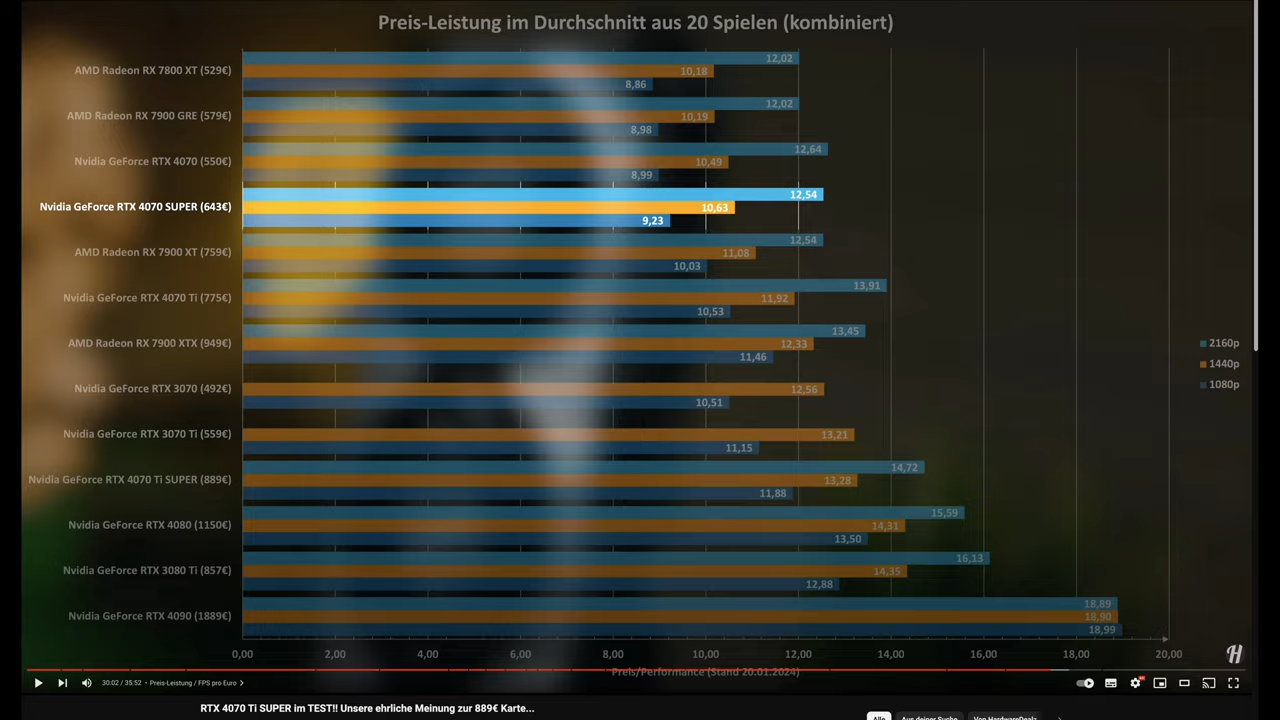 Preis-Leistung im Durchschnitt aus 20 Spielen (kombiniert)
AMD Radeon RX 7800 XT (529€)
12,02
10,18
8,86
AMD Radeon RX 7900 GRE (579€)
12,02
10,19
8,98
Nvidia GeForce RTX 4070 (550€)
12,64
10,49
8,99
Nvidia GeForce RTX 4070 SUPER (643€)
12,54
10,63
9,23
AMD Radeon RX 7900 XT (759€)
12,54
11,08
10,03
Nvidia GeForce RTX 4070 Ti (775€)
13,91
11,92
10,53
AMD Radeon RX 7900 XTX (949€)
13,45
12,33
11,46
Nvidia GeForce RTX 3070 (492€)
12,56
10,51
Nvidia GeForce RTX 3070 Ti (559€)
13,21
11,15
Nvidia GeForce RTX 4070 Ti SUPER (889€)
14,72
13,28
11,88
Nvidia GeForce RTX 4080 (1150€)
15,59
14,31
13,50
Nvidia GeForce RTX 3080 Ti (857€)
16,13
14,35
12,88
Nvidia GeForce RTX 4090 (1889€)
18,89
18,90
18,99
2160p
1440p
1080p
0,00 2,00 4,00 6,00 8,00 10,00 12,00 14,00 16,00 18,00 20,00
Preis/Performance (Stand 20.01.2024)
H
30:02 / 35:52 • Preis-Leistung / FPS pro Euro
RTX 4070 Ti SUPER im TEST!! Unsere ehrliche Meinung zur 889€ Karte...
Alle Aus deiner Suche Von HardwareDealz